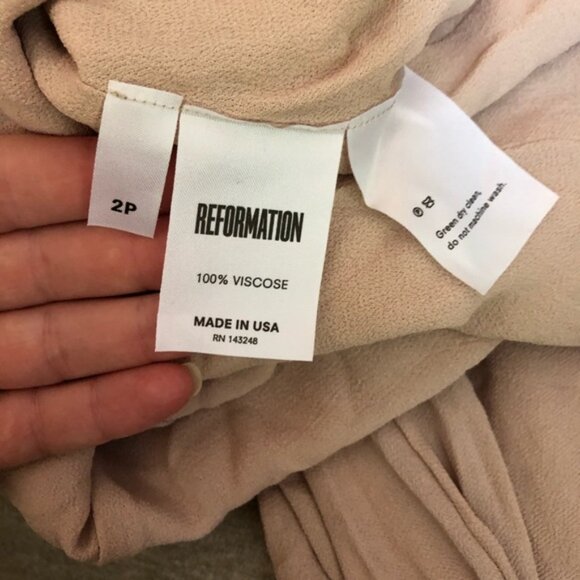 2P
REFORMATION
100% VISCOSE
MADE IN USA
RN 143248
Green dry clean,
do not machine wash.